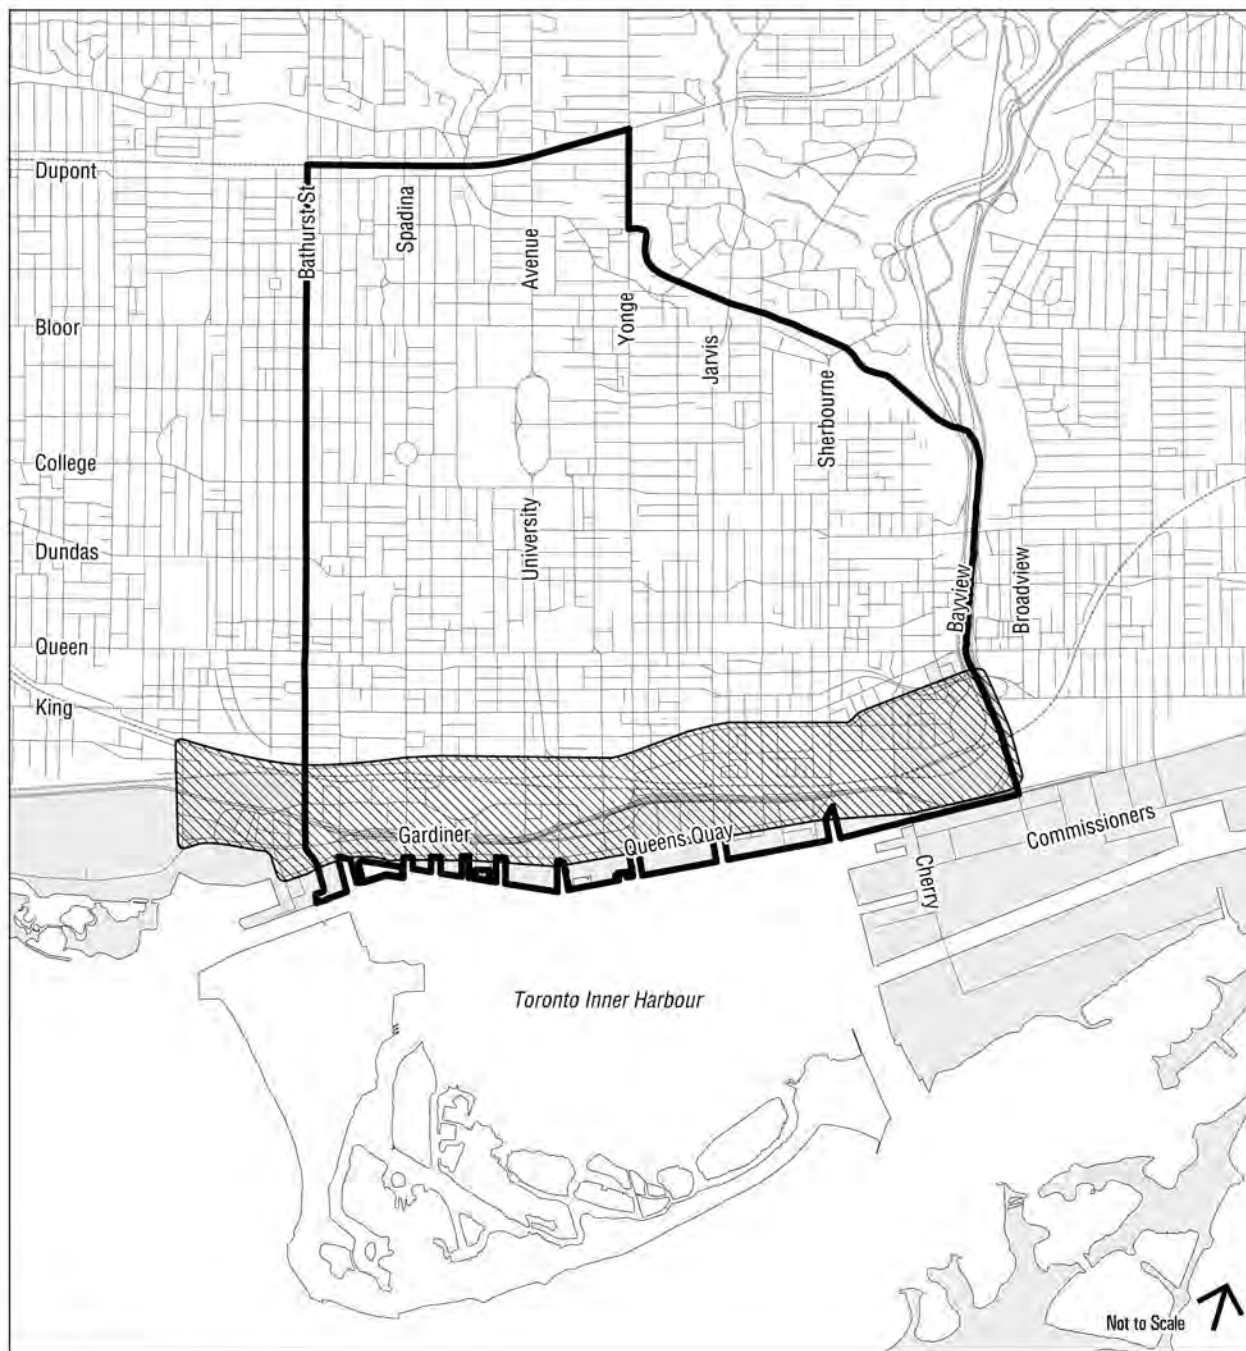 Dupont
Bathurst St
Spadina
Avenue
Yonge
Bloor
Jarvis
Sherbourne
College
University
Dundas
Bayview
Broadview
Queen
King
Gardiner
Queens Quay
Commissioners
Cherry
Toronto Inner Harbour
Not to Scale